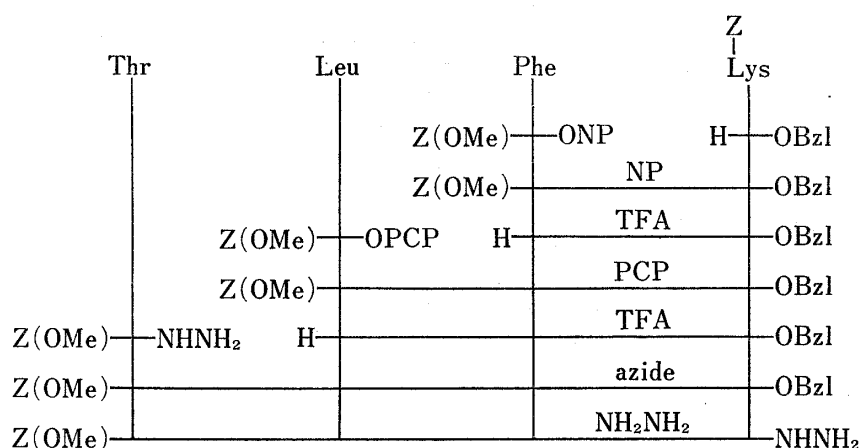 Z
Thr Leu Phe Lys
Z(OMe) ONP H OBzl
NP
Z(OMe) OBzl
TFA
Z(OMe) OPCP H OBzl
PCP
Z(OMe) OBzl
TFA
Z(OMe) NHNH₂ H OBzl
azide
Z(OMe) OBzl
NH₂NH₂
Z(OMe) NHNH₂